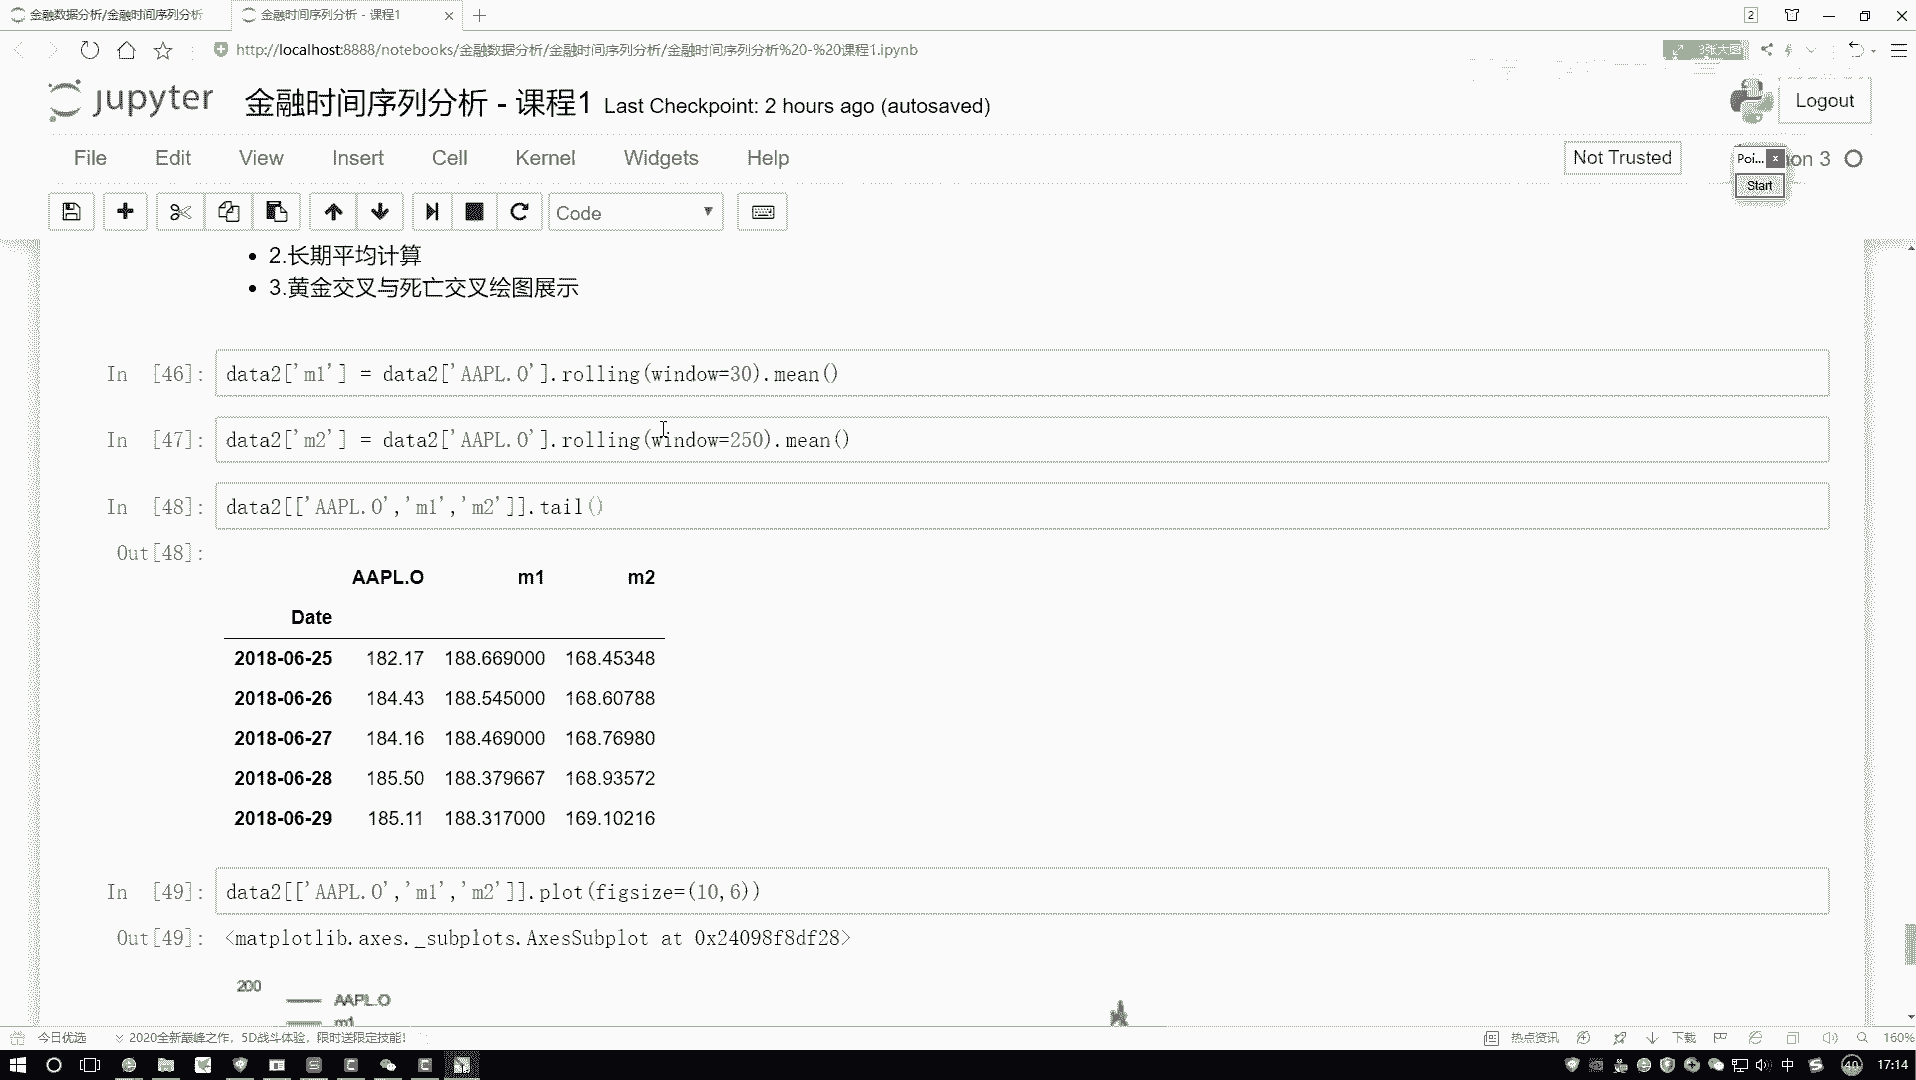 金融数据分析/金融时间序列分析
金融时间序列分析 - 课程1
2
http://localhost:8888/notebooks/金融数据分析/金融时间序列分析/金融时间序列分析%20-%20课程1.ipynb
3张大图
jupyter
金融时间序列分析 - 课程1 Last Checkpoint: 2 hours ago (autosaved)
Logout
File Edit View Insert Cell Kernel Widgets Help
Not Trusted
Poi...
on 3
Start
Code
2.长期平均计算
3.黄金交叉与死亡交叉绘图展示
In [46]: data2['m1'] = data2['AAPL.O'].rolling(window=30).mean()
In [47]: data2['m2'] = data2['AAPL.O'].rolling(window=250).mean()
In [48]: data2[['AAPL.O','m1','m2']].tail()
Out[48]:
AAPL.O m1 m2
Date
2018-06-25 182.17 188.669000 168.45348
2018-06-26 184.43 188.545000 168.60788
2018-06-27 184.16 188.469000 168.76980
2018-06-28 185.50 188.379667 168.93572
2018-06-29 185.11 188.317000 169.10216
In [49]: data2[['AAPL.O','m1','m2']].plot(figsize=(10,6))
Out[49]: <matplotlib.axes._subplots.AxesSubplot at 0x24098f8df28>
200
AAPL.O
m1
今日优选
2020全新巅峰之作，5D战斗体验，限时送限定技能！
热点资讯
下载
160%
中
40
17:14